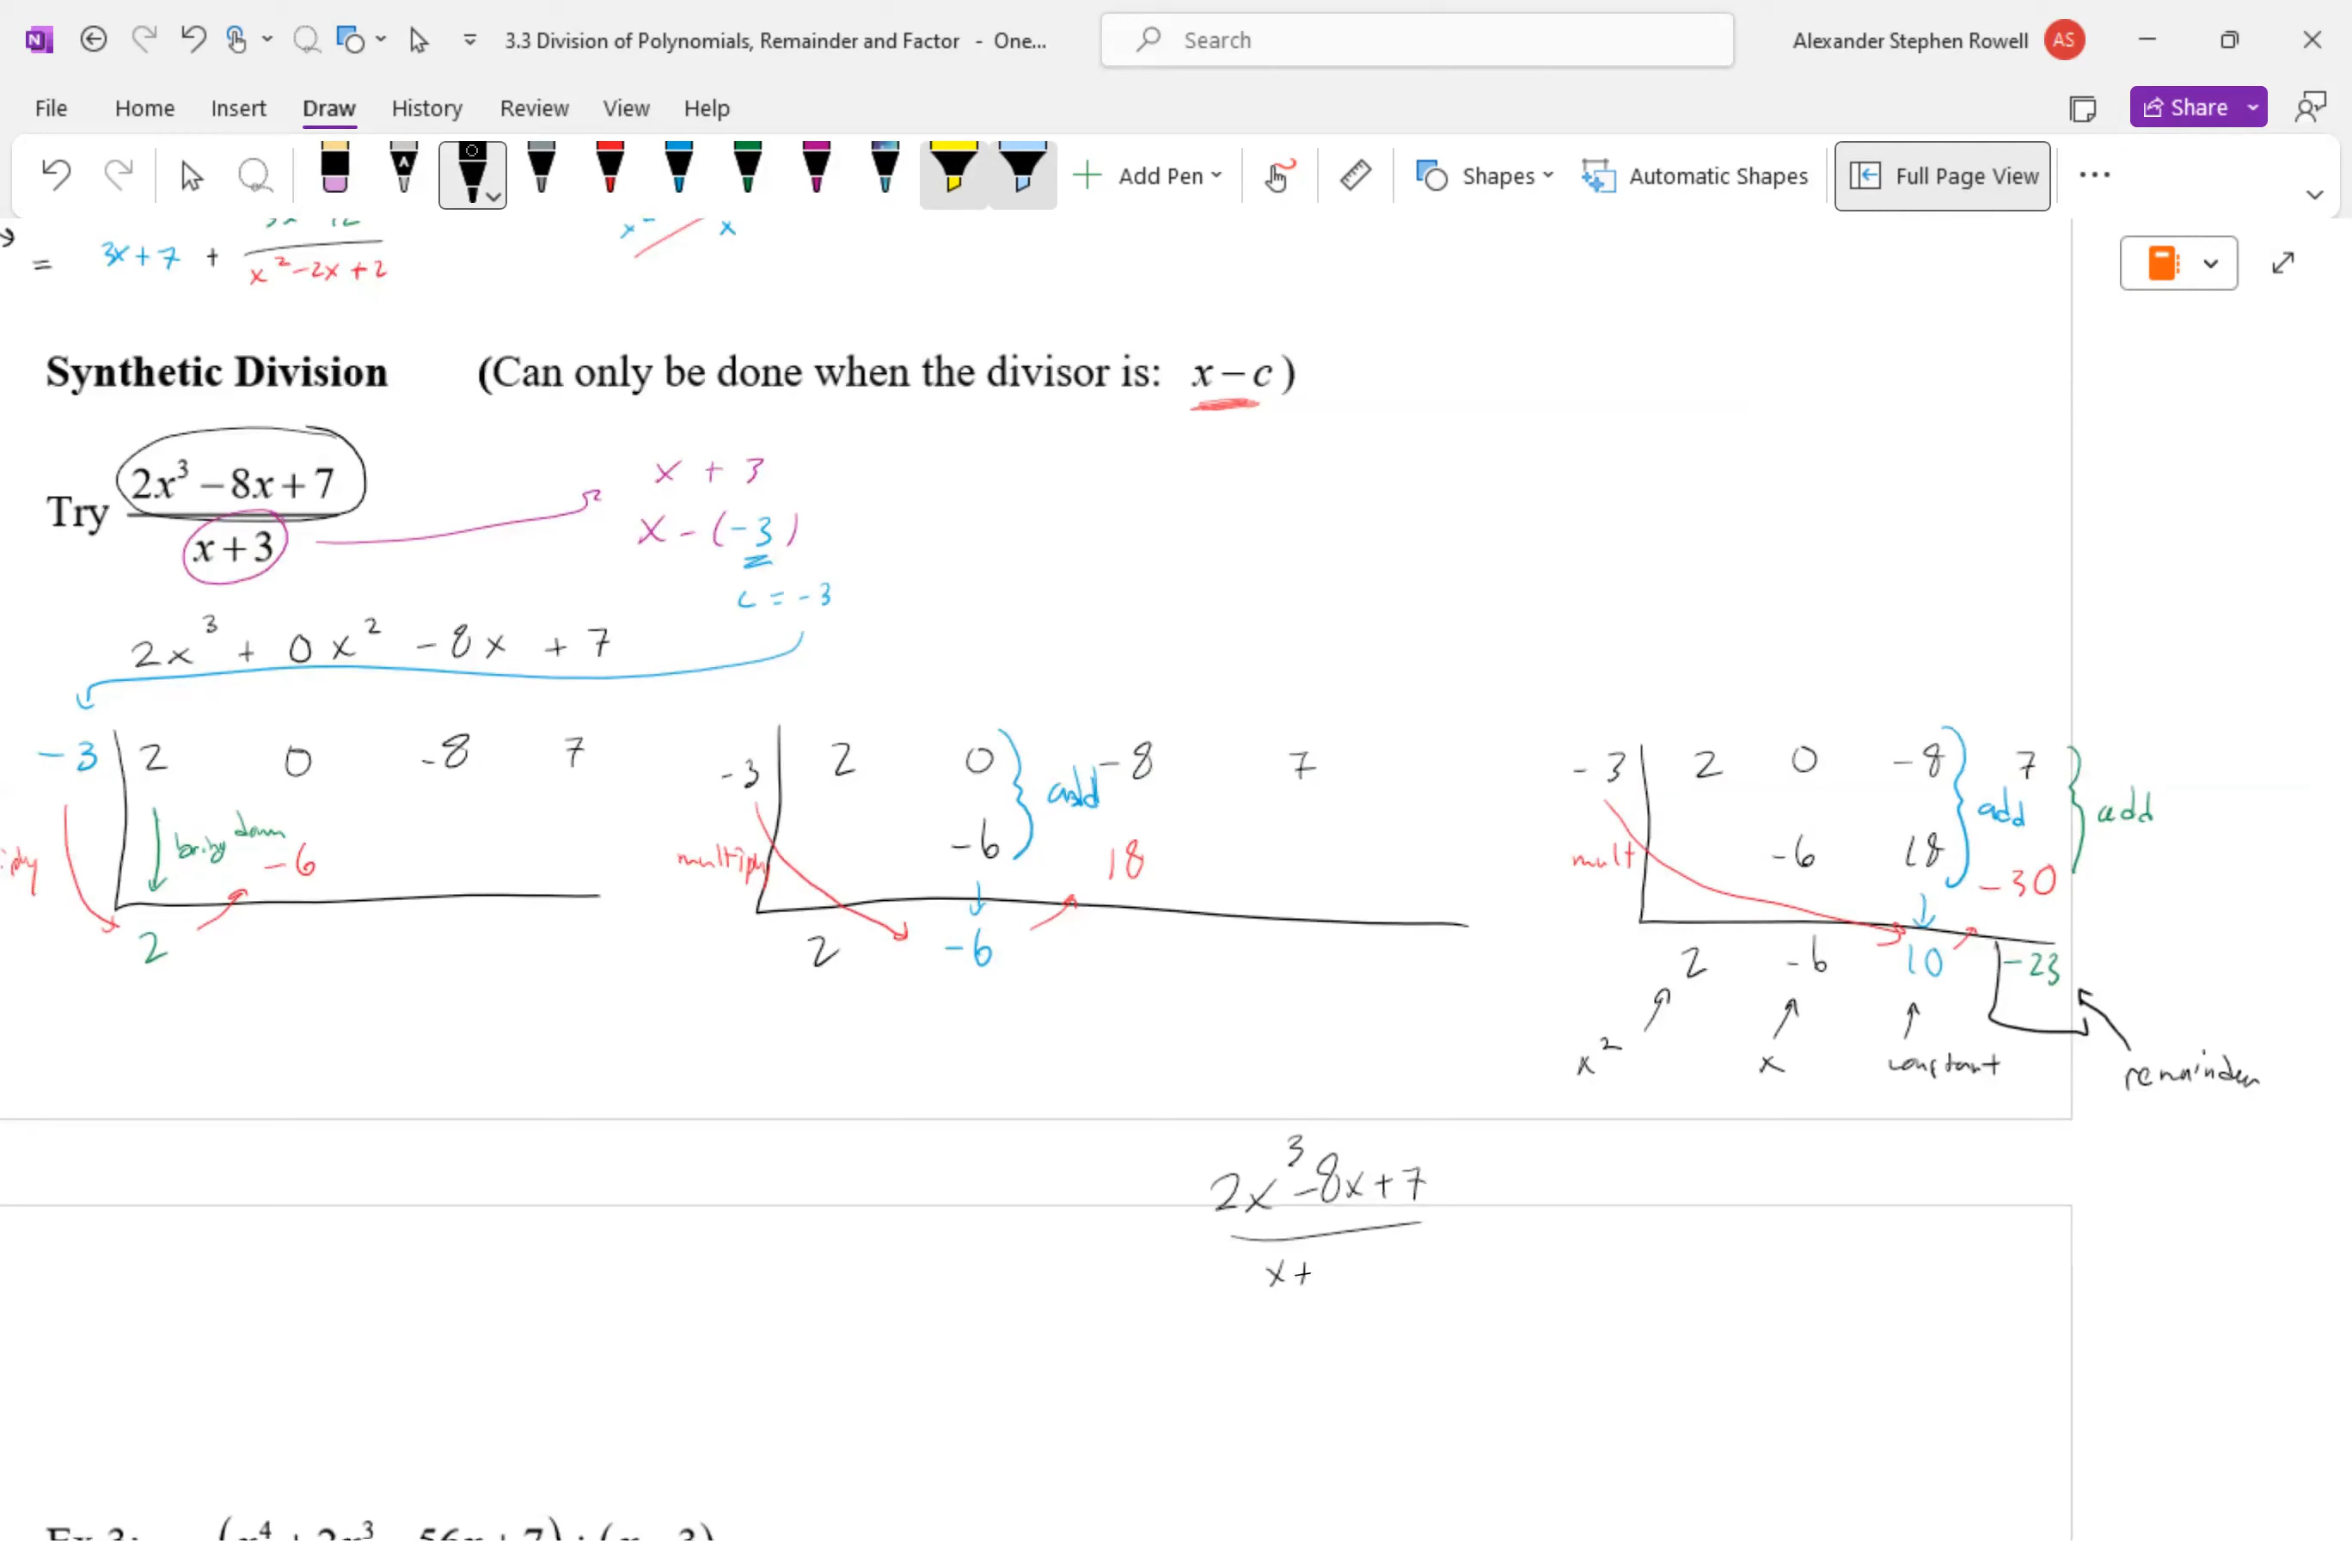 3.3 Division of Polynomials, Remainder and Factor - One...
Search
Alexander Stephen Rowell AS
File Home Insert Draw History Review View Help
Share
Add Pen Shapes Automatic Shapes Full Page View
= 3x + 7 + x² - 2x + 2
x
Synthetic Division (Can only be done when the divisor is: x - c)
Try 2x³ - 8x + 7
x + 3
x + 3
x - (-3)
c = -3
2x³ + 0x² - 8x + 7
-3 2 0 -8 7
bring down -6
2
-3 2 0 add -8 7
multiply -6 18
2 -6
-3 2 0 -8 add 7 add
mult -6 18 -30
2 -6 10 -23
x² x constant remainder
2x³ - 8x + 7
x +